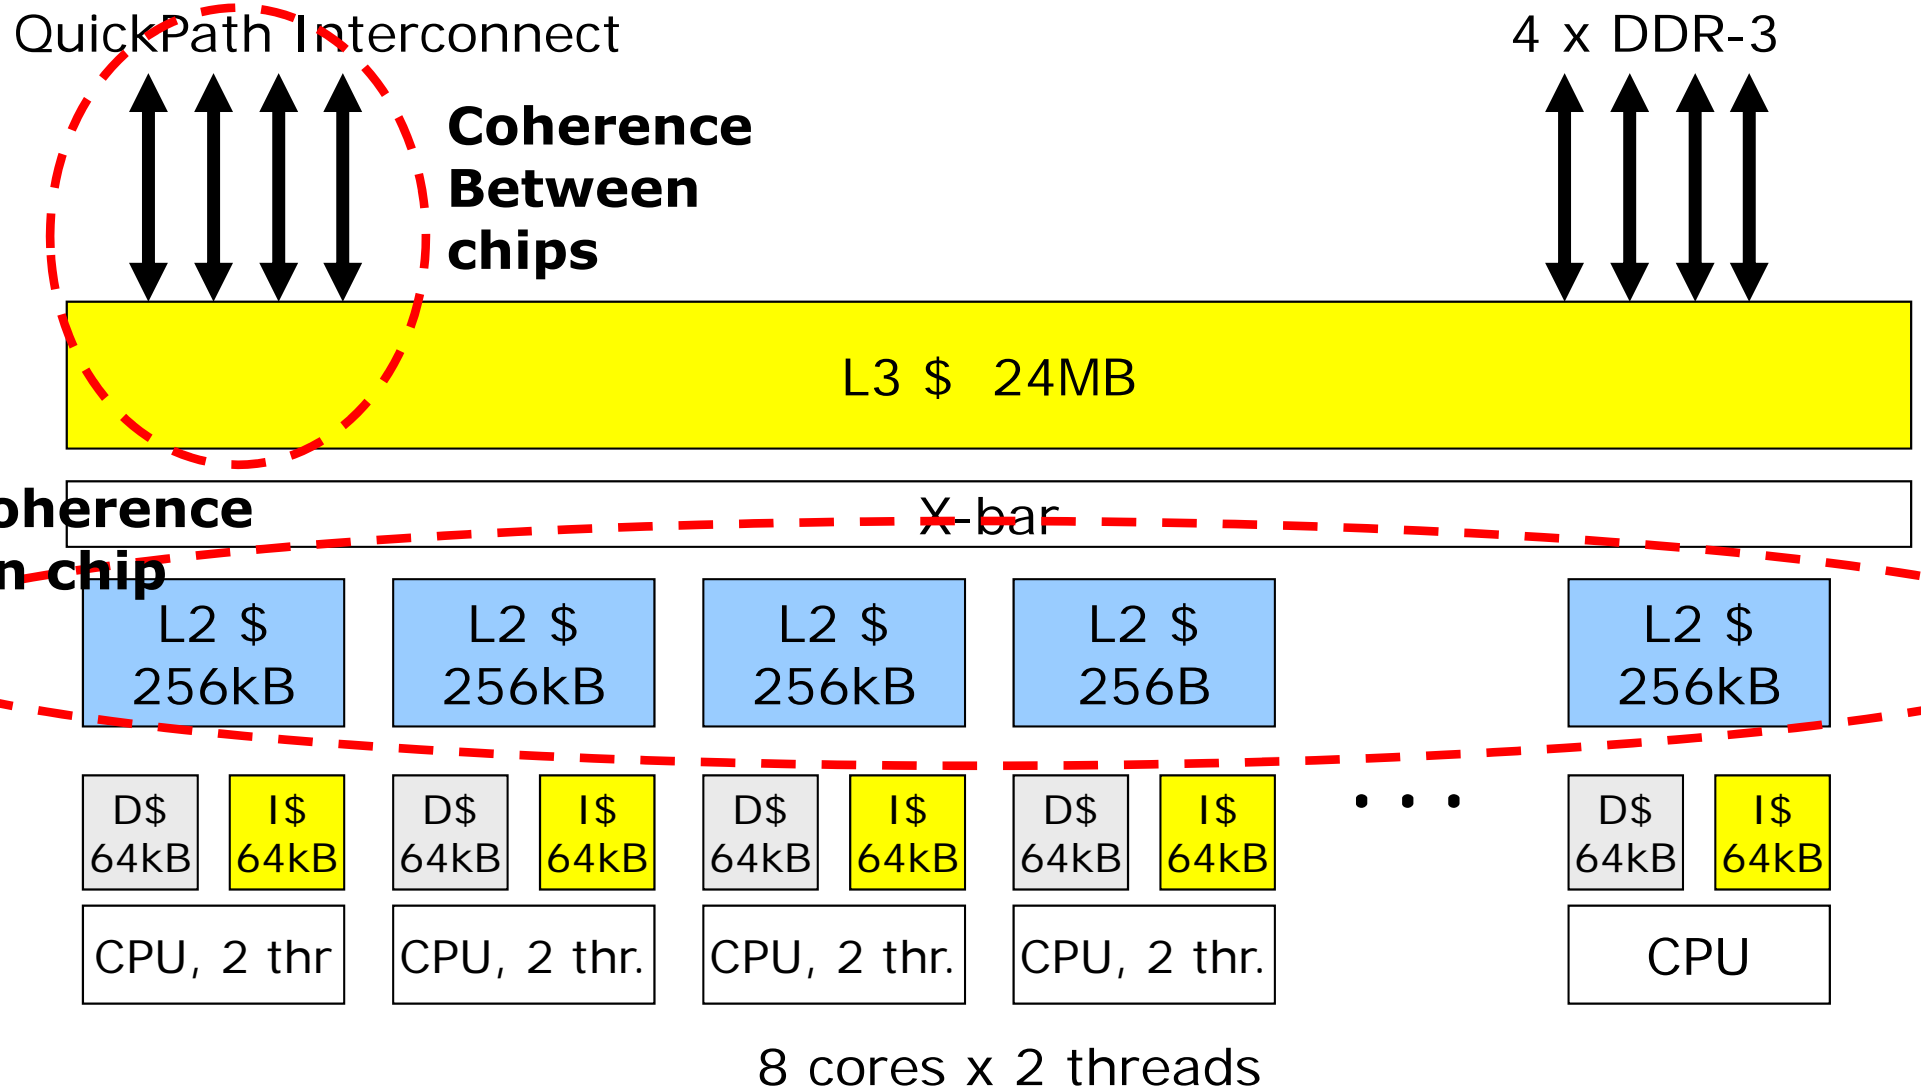 QuickPath Interconnect
4 x DDR-3
Coherence
Between
chips
L3 $ 24MB
oherence
X-bar
n chip
L2 $
256kB
L2 $
256kB
L2 $
256kB
L2 $
256B
L2 $
256kB
D$
64kB
I$
64kB
D$
64kB
I$
64kB
D$
64kB
I$
64kB
D$
64kB
I$
64kB
. . .
D$
64kB
I$
64kB
CPU, 2 thr
CPU, 2 thr.
CPU, 2 thr.
CPU, 2 thr.
CPU
8 cores x 2 threads